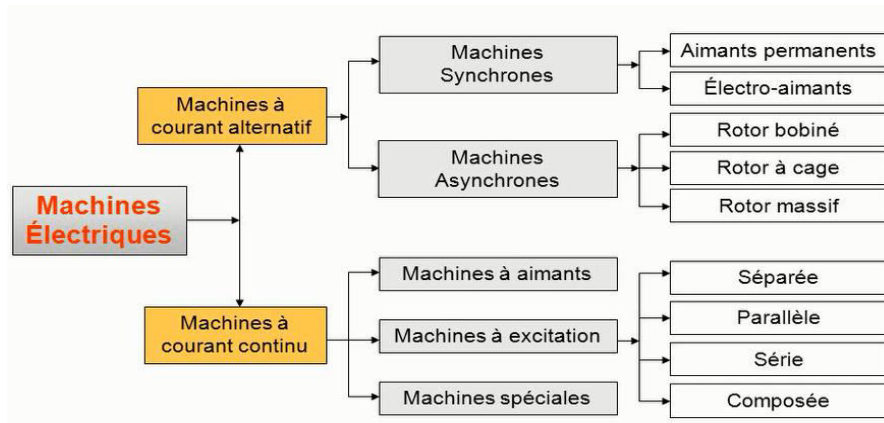 Machines
Électriques
Machines à
courant alternatif
Machines
Synchrones
Aimants permanents
Électro-aimants
Machines
Asynchrones
Rotor bobiné
Rotor à cage
Rotor massif
Machines à
courant continu
Machines à aimants
Machines à excitation
Séparée
Parallèle
Série
Composée
Machines spéciales